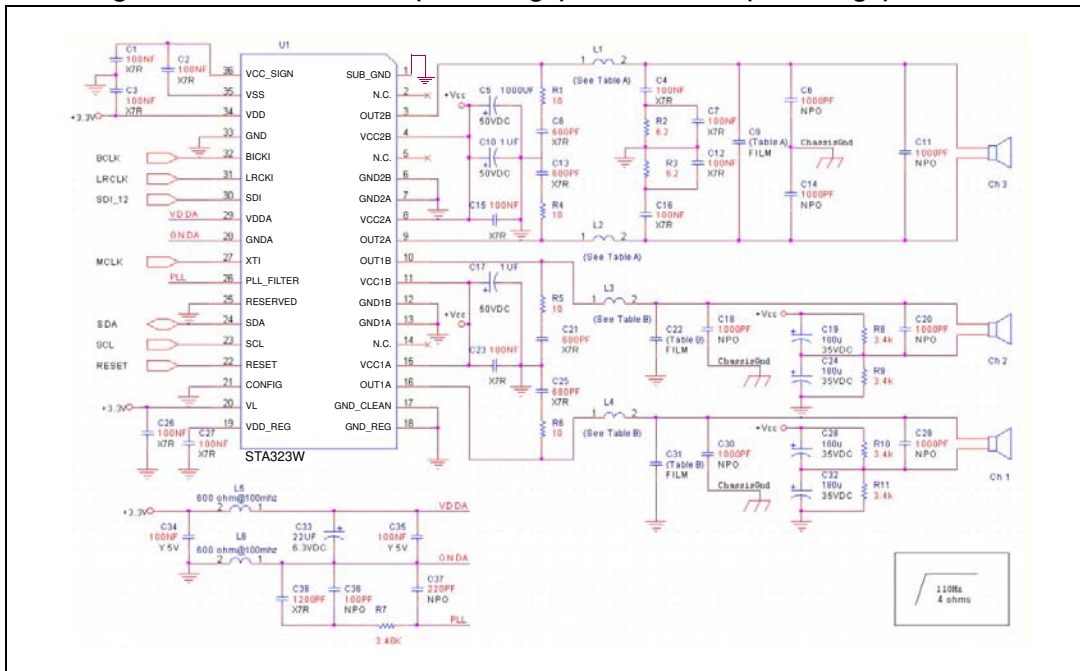 U1
STA323W
36 VCC_SIGN
35 VSS
34 VDD
33 GND
32 BICKI
31 LRCKI
30 SDI
29 VDDA
28 GNDA
27 XTI
26 PLL_FILTER
25 RESERVED
24 SDA
23 SCL
22 RESET
21 CONFIG
20 VL
19 VDD_REG
SUB_GND 1
N.C. 2
OUT2B 3
VCC2B 4
N.C. 5
GND2B 6
GND2A 7
VCC2A 8
OUT2A 9
OUT1B 10
VCC1B 11
GND1B 12
GND1A 13
N.C. 14
VCC1A 15
OUT1A 16
GND_CLEAN 17
GND_REG 18
C1
100NF
X7R
C2
100NF
X7R
C3
100NF
X7R
+3.3V
BCLK
LRCLK
SDI_12
VDDA
GNDA
MCLK
PLL
SDA
SCL
RESET
+3.3V
C26
100NF
X7R
C27
100NF
X7R
+Vcc
C5 1000UF
50VDC
C10 1UF
50VDC
C15 100NF
X7R
R1
10
C8
680PF
X7R
C13
680PF
X7R
R4
10
L1
1 2
(See Table A)
C4
100NF
X7R
R2
6.2
R3
6.2
C16
100NF
X7R
C7
100NF
X7R
C12
100NF
X7R
L2
1 2
(See Table A)
C9
(Table A)
FILM
C6
1000PF
NPO
ChassisGnd
C14
1000PF
NPO
C11
1000PF
NPO
Ch 3
C17 1UF
50VDC
+Vcc
C23 100NF
X7R
R5
10
C21
680PF
X7R
C25
680PF
X7R
R6
10
L3
1 2
(See Table B)
C22
(Table B)
FILM
C18
1000PF
NPO
ChassisGnd
+Vcc
C19
180u
35VDC
C24
180u
35VDC
R8
3.4k
R9
3.4k
C20
1000PF
NPO
Ch 2
L4
1 2
(See Table B)
C31
(Table B)
FILM
C30
1000PF
NPO
ChassisGnd
+Vcc
C28
180u
35VDC
C32
180u
35VDC
R10
3.4k
R11
3.4k
C29
1000PF
NPO
Ch 1
L5
600 ohm@100mhz
2 1
+3.3V
VDDA
C34
100NF
Y5V
L6
600 ohm@100mhz
2 1
C33
22UF
6.3VDC
C35
100NF
Y5V
GNDA
C38
1200PF
X7R
C36
100PF
NPO
R7
3.40K
C37
220PF
NPO
PLL
110Hz
4 ohms